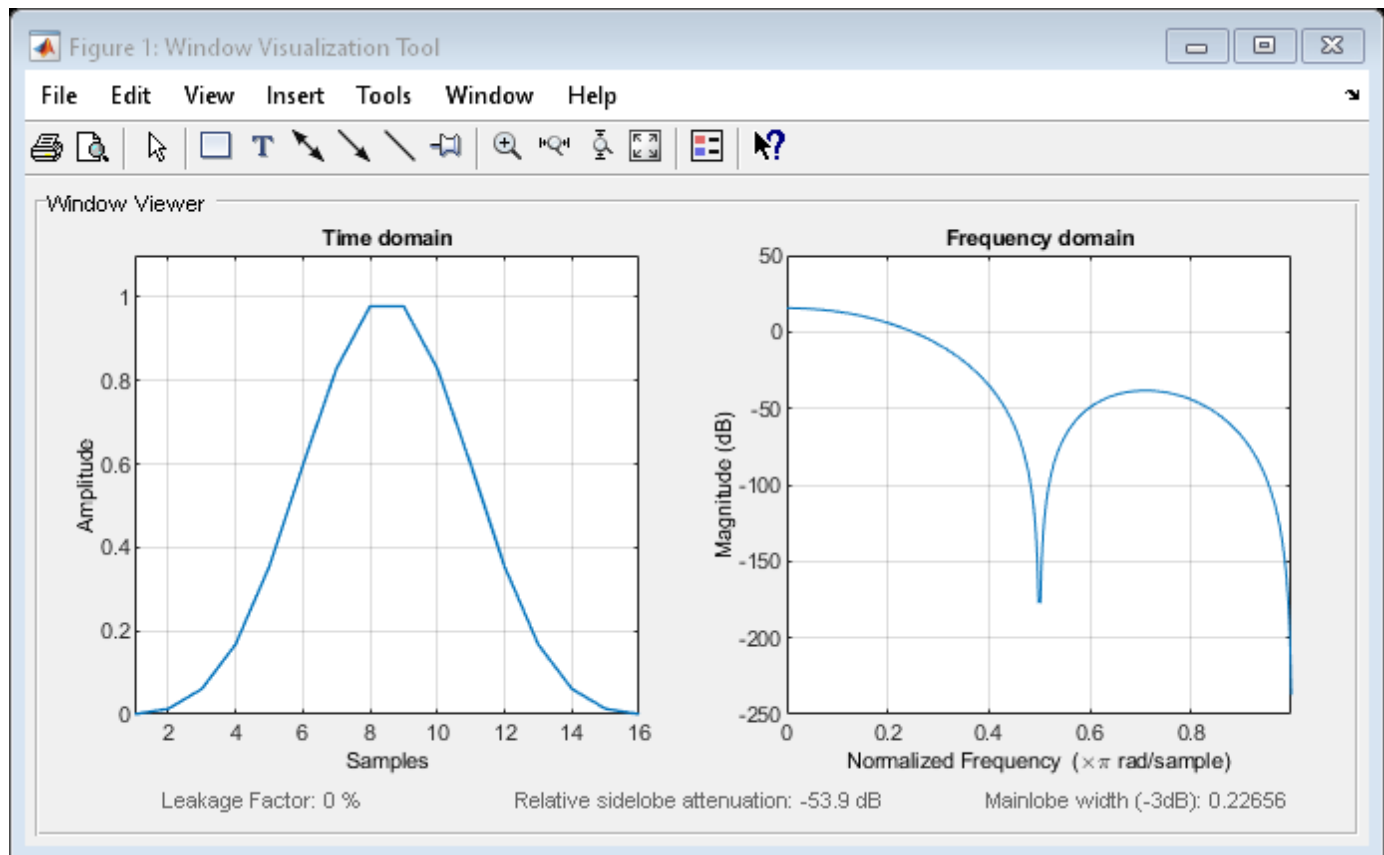 Figure 1: Window Visualization Tool
File Edit View Insert Tools Window Help
T
?
Window Viewer
Time domain
1
0.8
0.6
0.4
0.2
0
Amplitude
2 4 6 8 10 12 14 16
Samples
Frequency domain
50
0
-50
-100
-150
-200
-250
Magnitude (dB)
0 0.2 0.4 0.6 0.8
Normalized Frequency (×π rad/sample)
Leakage Factor: 0 % Relative sidelobe attenuation: -53.9 dB Mainlobe width (-3dB): 0.22656